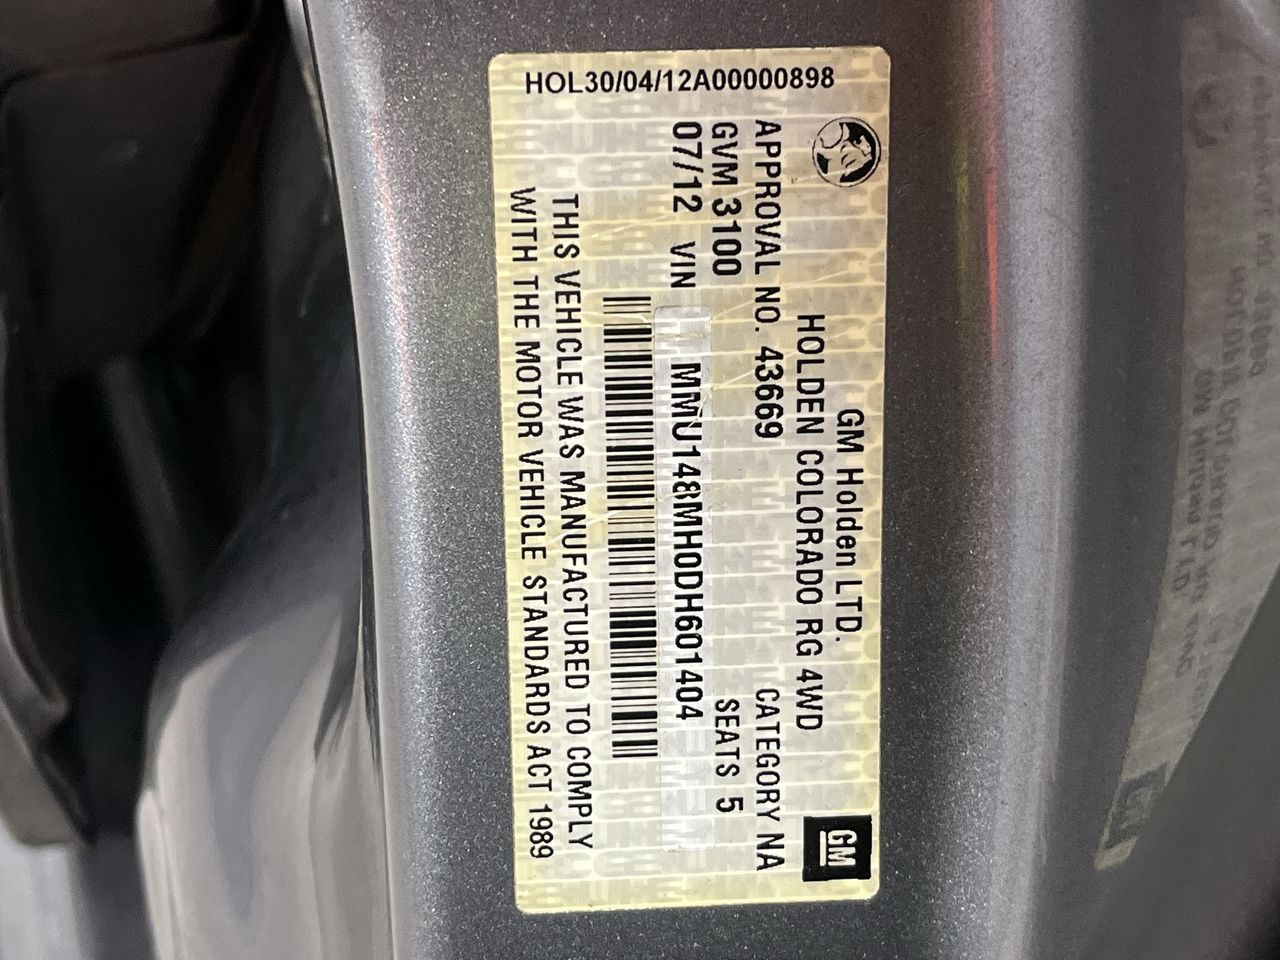 HOL30/04/12A00000898
GM Holden LTD.
HOLDEN COLORADO RG 4WD
APPROVAL NO. 43669 CATEGORY NA
GVM 3100 SEATS 5
07/12 VIN MMU148MH0DH601404
THIS VEHICLE WAS MANUFACTURED TO COMPLY
WITH THE MOTOR VEHICLE STANDARDS ACT 1989
GM